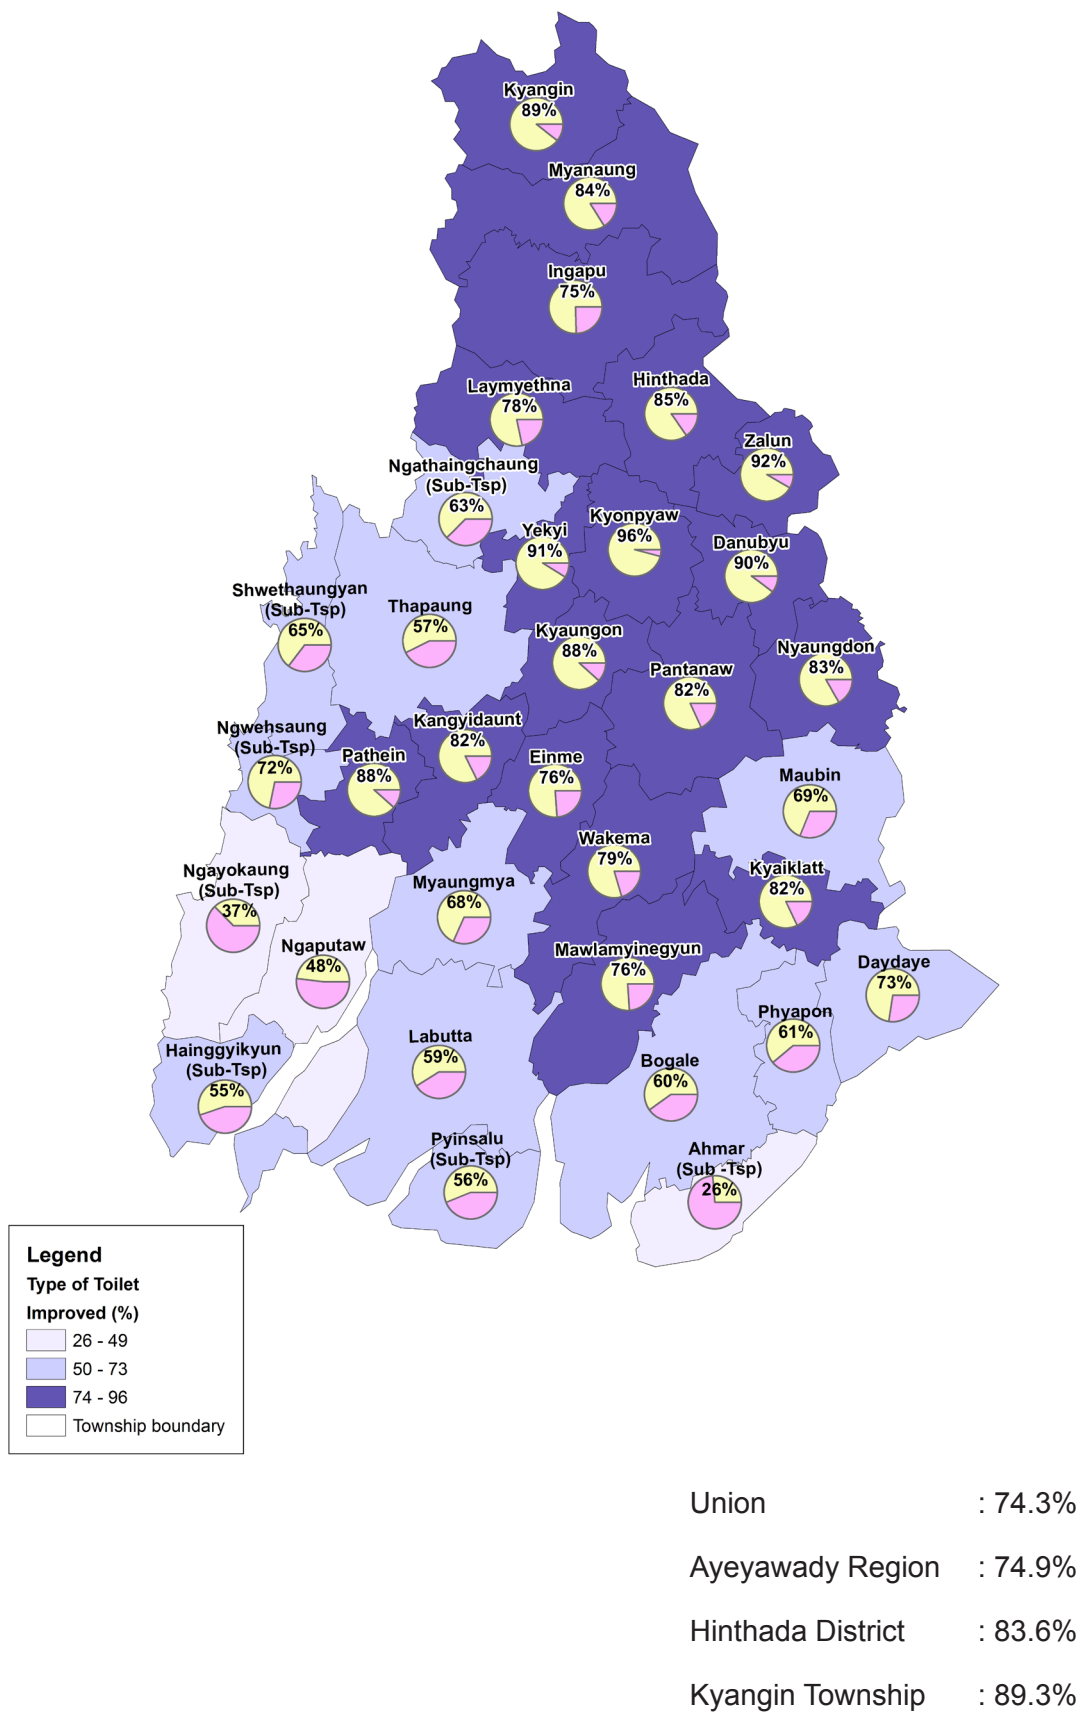 Kyangin
89%
Myanaung
84%
Ingapu
75%
Hinthada
85%
Laymyethna
78%
Zalun
92%
Ngathaingchaung
(Sub-Tsp)
63%
Kyonpyaw
96%
Yekyi
91%
Danubyu
90%
Shwethaungyan
(Sub-Tsp)
65%
Thapaung
57%
Kyaungon
88%
Nyaungdon
83%
Pantanaw
82%
Kangyidaunt
82%
Ngwehsaung
(Sub-Tsp)
72%
Pathein
88%
Einme
76%
Maubin
69%
Wakema
79%
Kyaiklatt
82%
Ngayokaung
(Sub-Tsp)
37%
Myaungmya
68%
Ngaputaw
48%
Mawlamyinegyun
76%
Daydaye
73%
Phyapon
61%
Labutta
59%
Hainggyikyun
(Sub-Tsp)
55%
Bogale
60%
Pyinsalu
(Sub-Tsp)
56%
Ahmar
(Sub -Tsp)
26%
Legend
Type of Toilet
Improved (%)
26 - 49
50 - 73
74 - 96
Township boundary
Union : 74.3%
Ayeyawady Region : 74.9%
Hinthada District : 83.6%
Kyangin Township : 89.3%